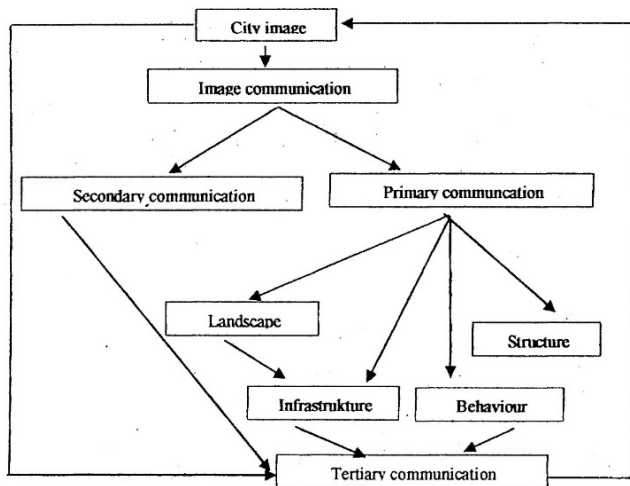 City image
Image communication
Secondary communication
Primary communcation
Landscape
Structure
Infrastrukture
Behaviour
Tertiary communication